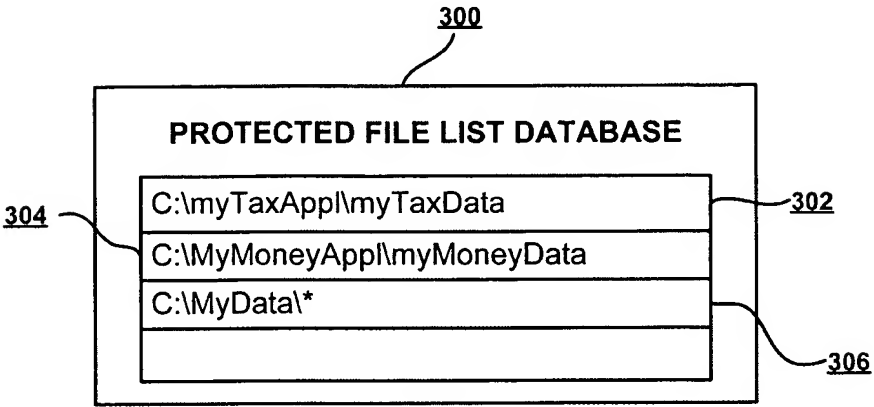 300
PROTECTED FILE LIST DATABASE
C:\myTaxAppl\myTaxData
302
304
C:\MyMoneyAppl\myMoneyData
C:\MyData\*
306